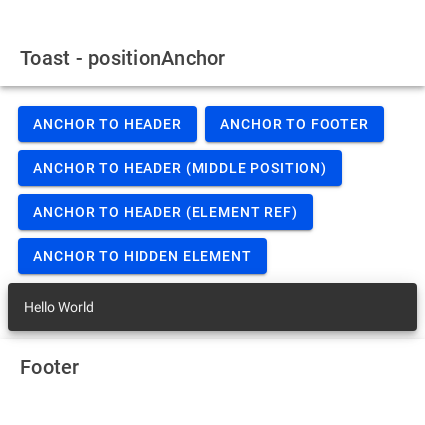 Toast - positionAnchor
ANCHOR TO HEADER ANCHOR TO FOOTER
ANCHOR TO HEADER (MIDDLE POSITION)
ANCHOR TO HEADER (ELEMENT REF)
ANCHOR TO HIDDEN ELEMENT
Hello World
Footer